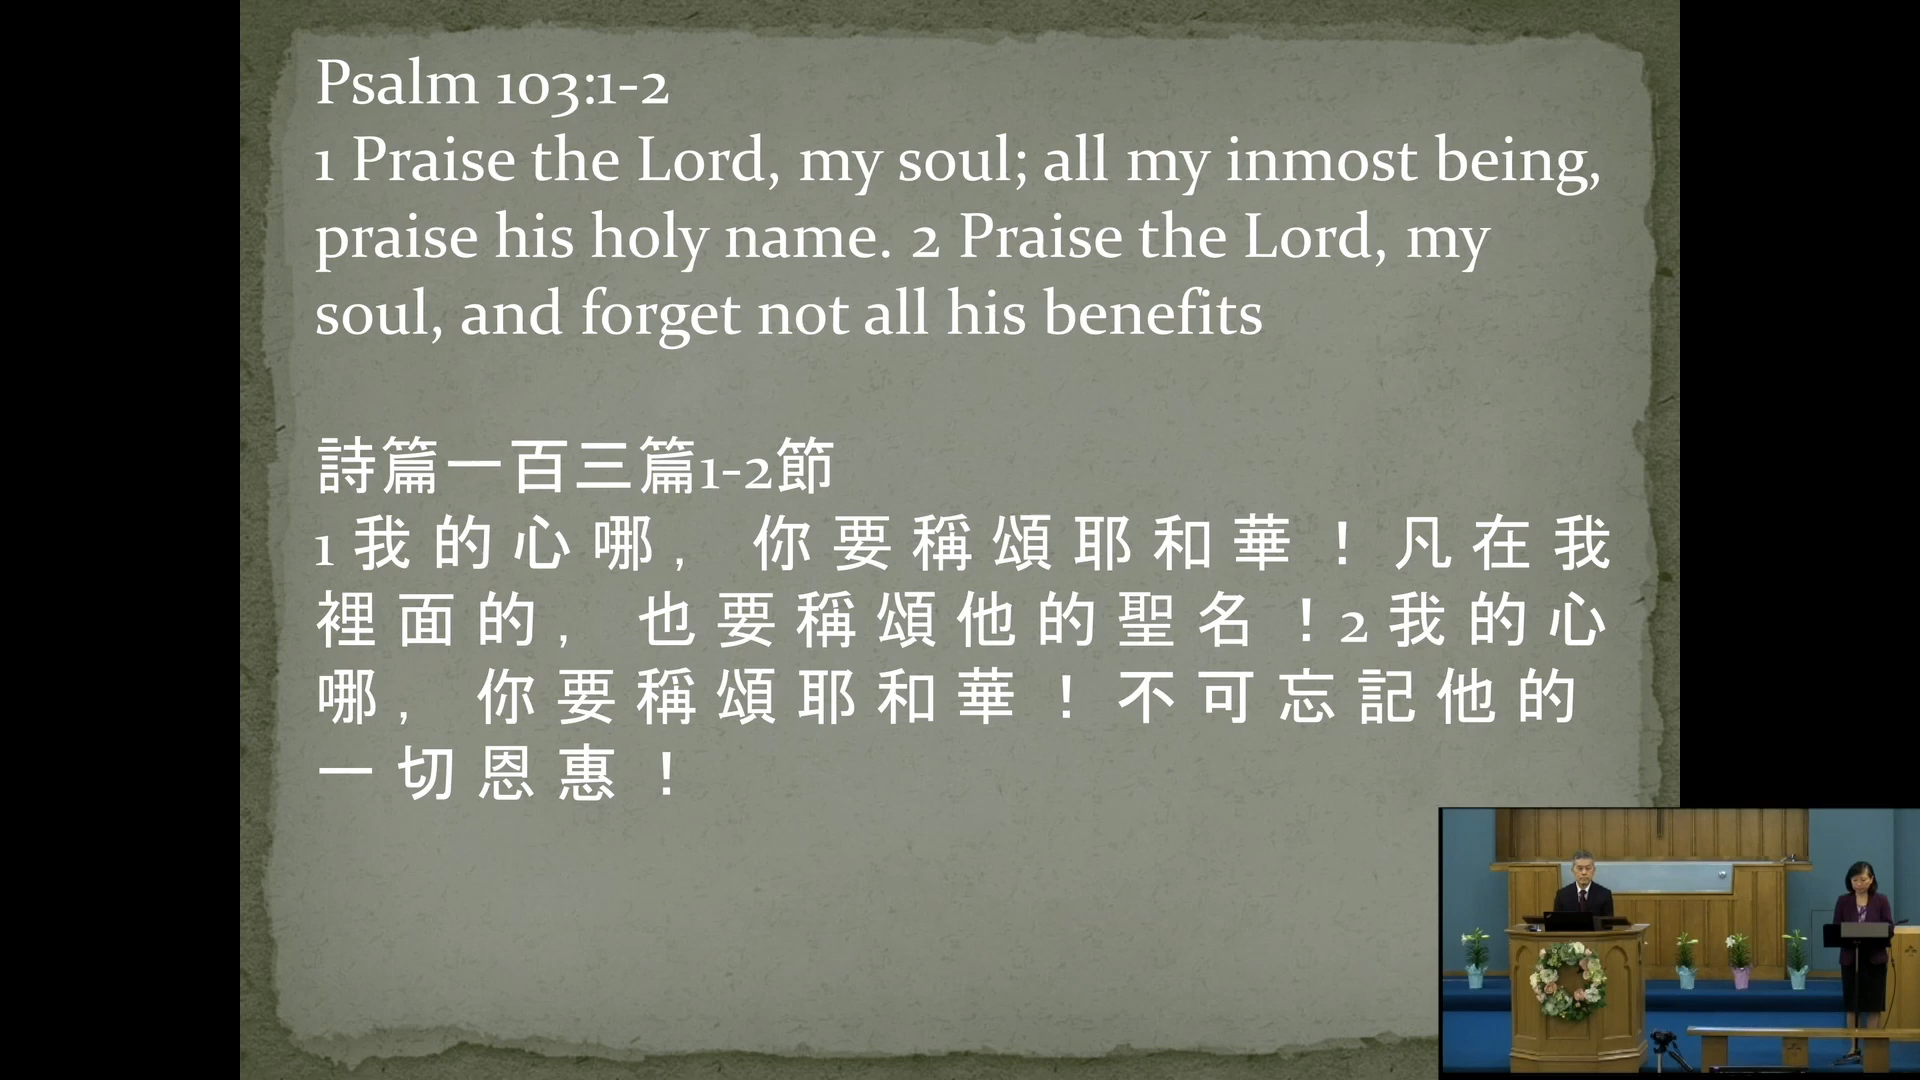 Psalm 103:1-2
1 Praise the Lord, my soul; all my inmost being,
praise his holy name. 2 Praise the Lord, my
soul, and forget not all his benefits
詩篇一百三篇1-2節
1 我 的 心 哪 ， 你 要 稱 頌 耶 和 華 ！ 凡 在 我
裡 面 的 ， 也 要 稱 頌 他 的 聖 名 ！2 我 的 心
哪 ， 你 要 稱 頌 耶 和 華 ！ 不 可 忘 記 他 的
一 切 恩 惠 ！